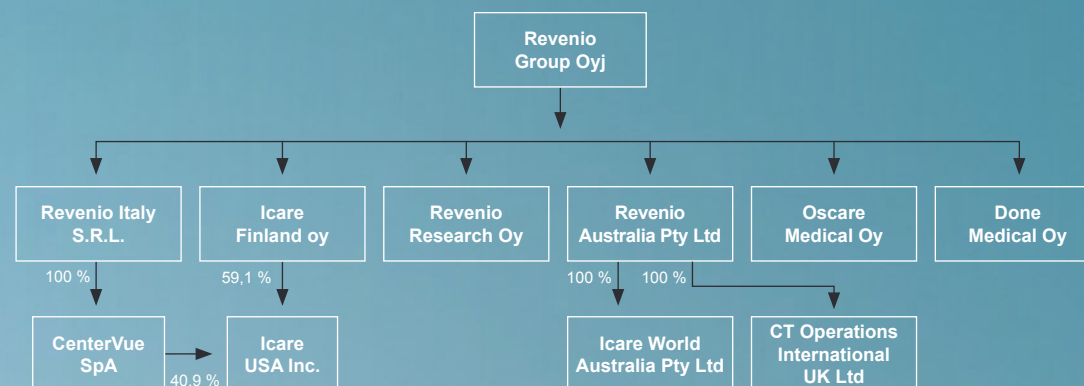 Revenio
Group Oyj
Revenio Italy
S.R.L.
Icare
Finland oy
Revenio
Research Oy
Revenio
Australia Pty Ltd
Oscare
Medical Oy
Done
Medical Oy
100 %
59,1 %
100 %
100 %
CenterVue
SpA
40,9 %
Icare
USA Inc.
Icare World
Australia Pty Ltd
CT Operations
International
UK Ltd